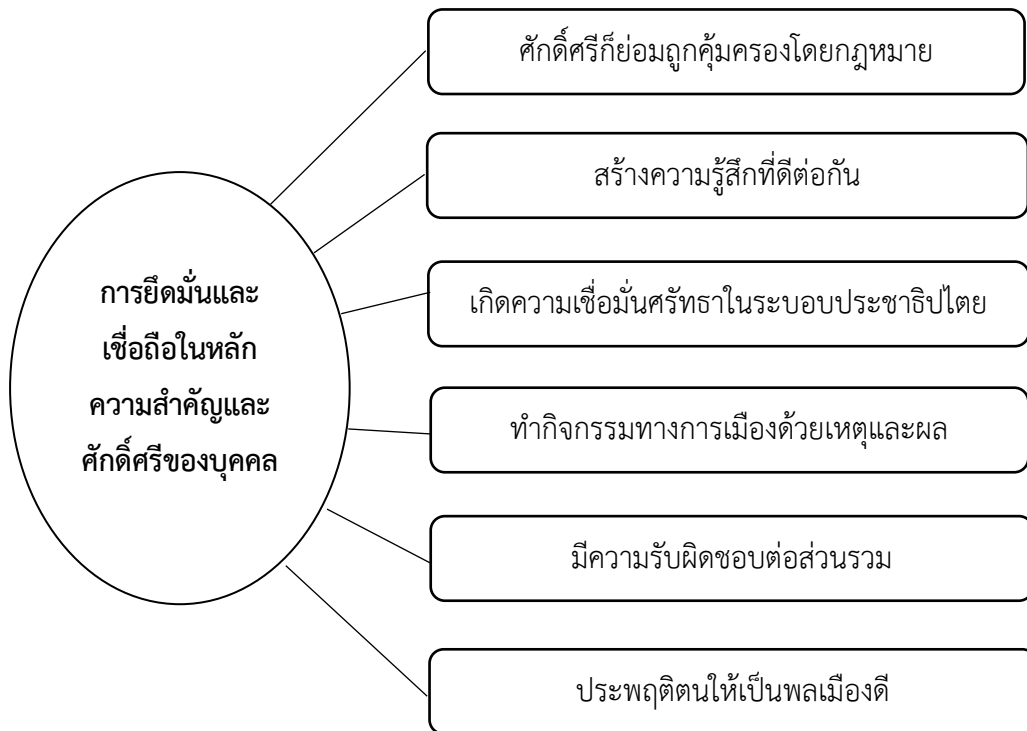 ศักดิ์ศรีก็ย่อมถูกคุ้มครองโดยกฎหมาย
สร้างความรู้สึกที่ดีต่อกัน
การยึดมั่นและ
เชื่อถือในหลัก
ความสำคัญและ
ศักดิ์ศรีของบุคคล
เกิดความเชื่อมั่นศรัทธาในระบอบประชาธิปไตย
ทำกิจกรรมทางการเมืองด้วยเหตุและผล
มีความรับผิดชอบต่อส่วนรวม
ประพฤติตนให้เป็นพลเมืองดี